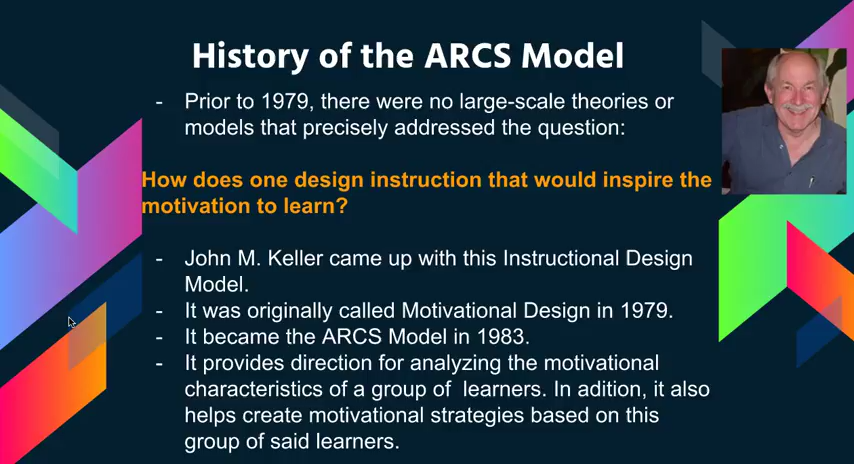 History of the ARCS Model
- Prior to 1979, there were no large-scale theories or
models that precisely addressed the question:
How does one design instruction that would inspire the
motivation to learn?
- John M. Keller came up with this Instructional Design
Model.
- It was originally called Motivational Design in 1979.
- It became the ARCS Model in 1983.
- It provides direction for analyzing the motivational
characteristics of a group of learners. In adition, it also
helps create motivational strategies based on this
group of said learners.